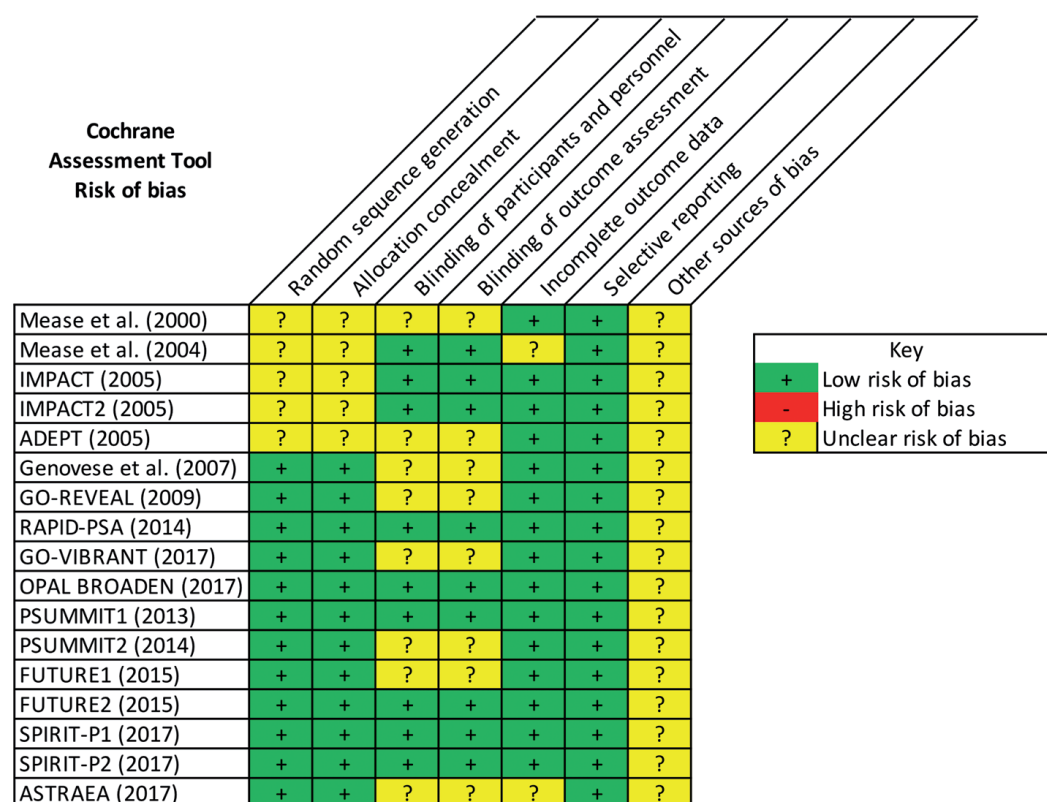 Cochrane
Assessment Tool
Risk of bias
Random sequence generation
Allocation concealment
Blinding of participants and personnel
Blinding of outcome assessment
Incomplete outcome data
Selective reporting
Other sources of bias
Mease et al. (2000) ? ? ? ? + + ?
Mease et al. (2004) ? ? + + ? + ?
IMPACT (2005) ? ? + + + + ?
IMPACT2 (2005) ? ? + + + + ?
ADEPT (2005) ? ? ? ? + + ?
Genovese et al. (2007) + + ? ? + + ?
GO-REVEAL (2009) + + ? ? + + ?
RAPID-PSA (2014) + + + + + + ?
GO-VIBRANT (2017) + + ? ? + + ?
OPAL BROADEN (2017) + + + + + + ?
PSUMMIT1 (2013) + + + + + + ?
PSUMMIT2 (2014) + + ? ? + + ?
FUTURE1 (2015) + + ? ? + + ?
FUTURE2 (2015) + + + + + + ?
SPIRIT-P1 (2017) + + + + + + ?
SPIRIT-P2 (2017) + + + + + + ?
ASTRAEA (2017) + + ? ? ? + ?
Key
+ Low risk of bias
- High risk of bias
? Unclear risk of bias